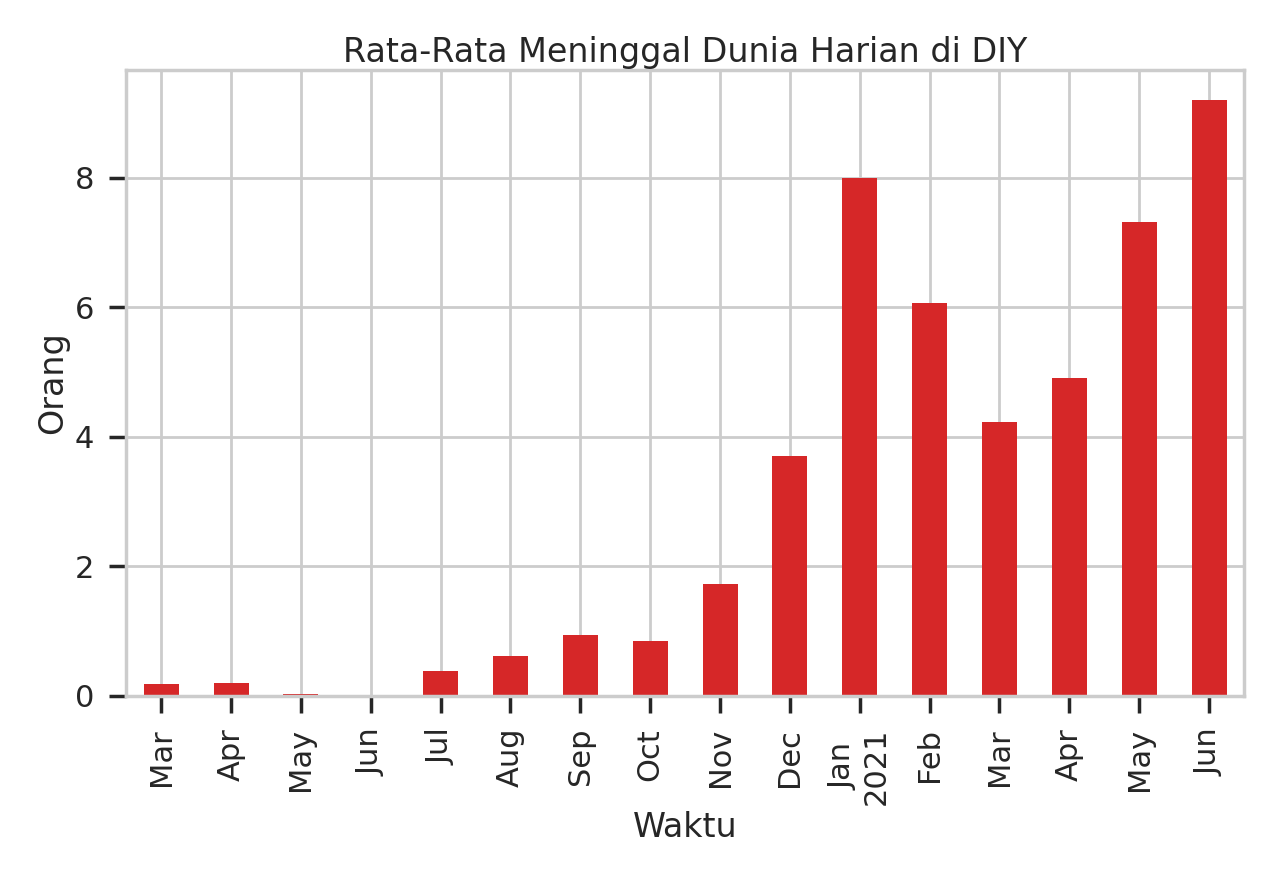 Rata-Rata Meninggal Dunia Harian di DIY
Orang
8
6
4
2
0
Mar
Apr
May
Jun
Jul
Aug
Sep
Oct
Nov
Dec
Jan
2021
Feb
Mar
Apr
May
Jun
Waktu